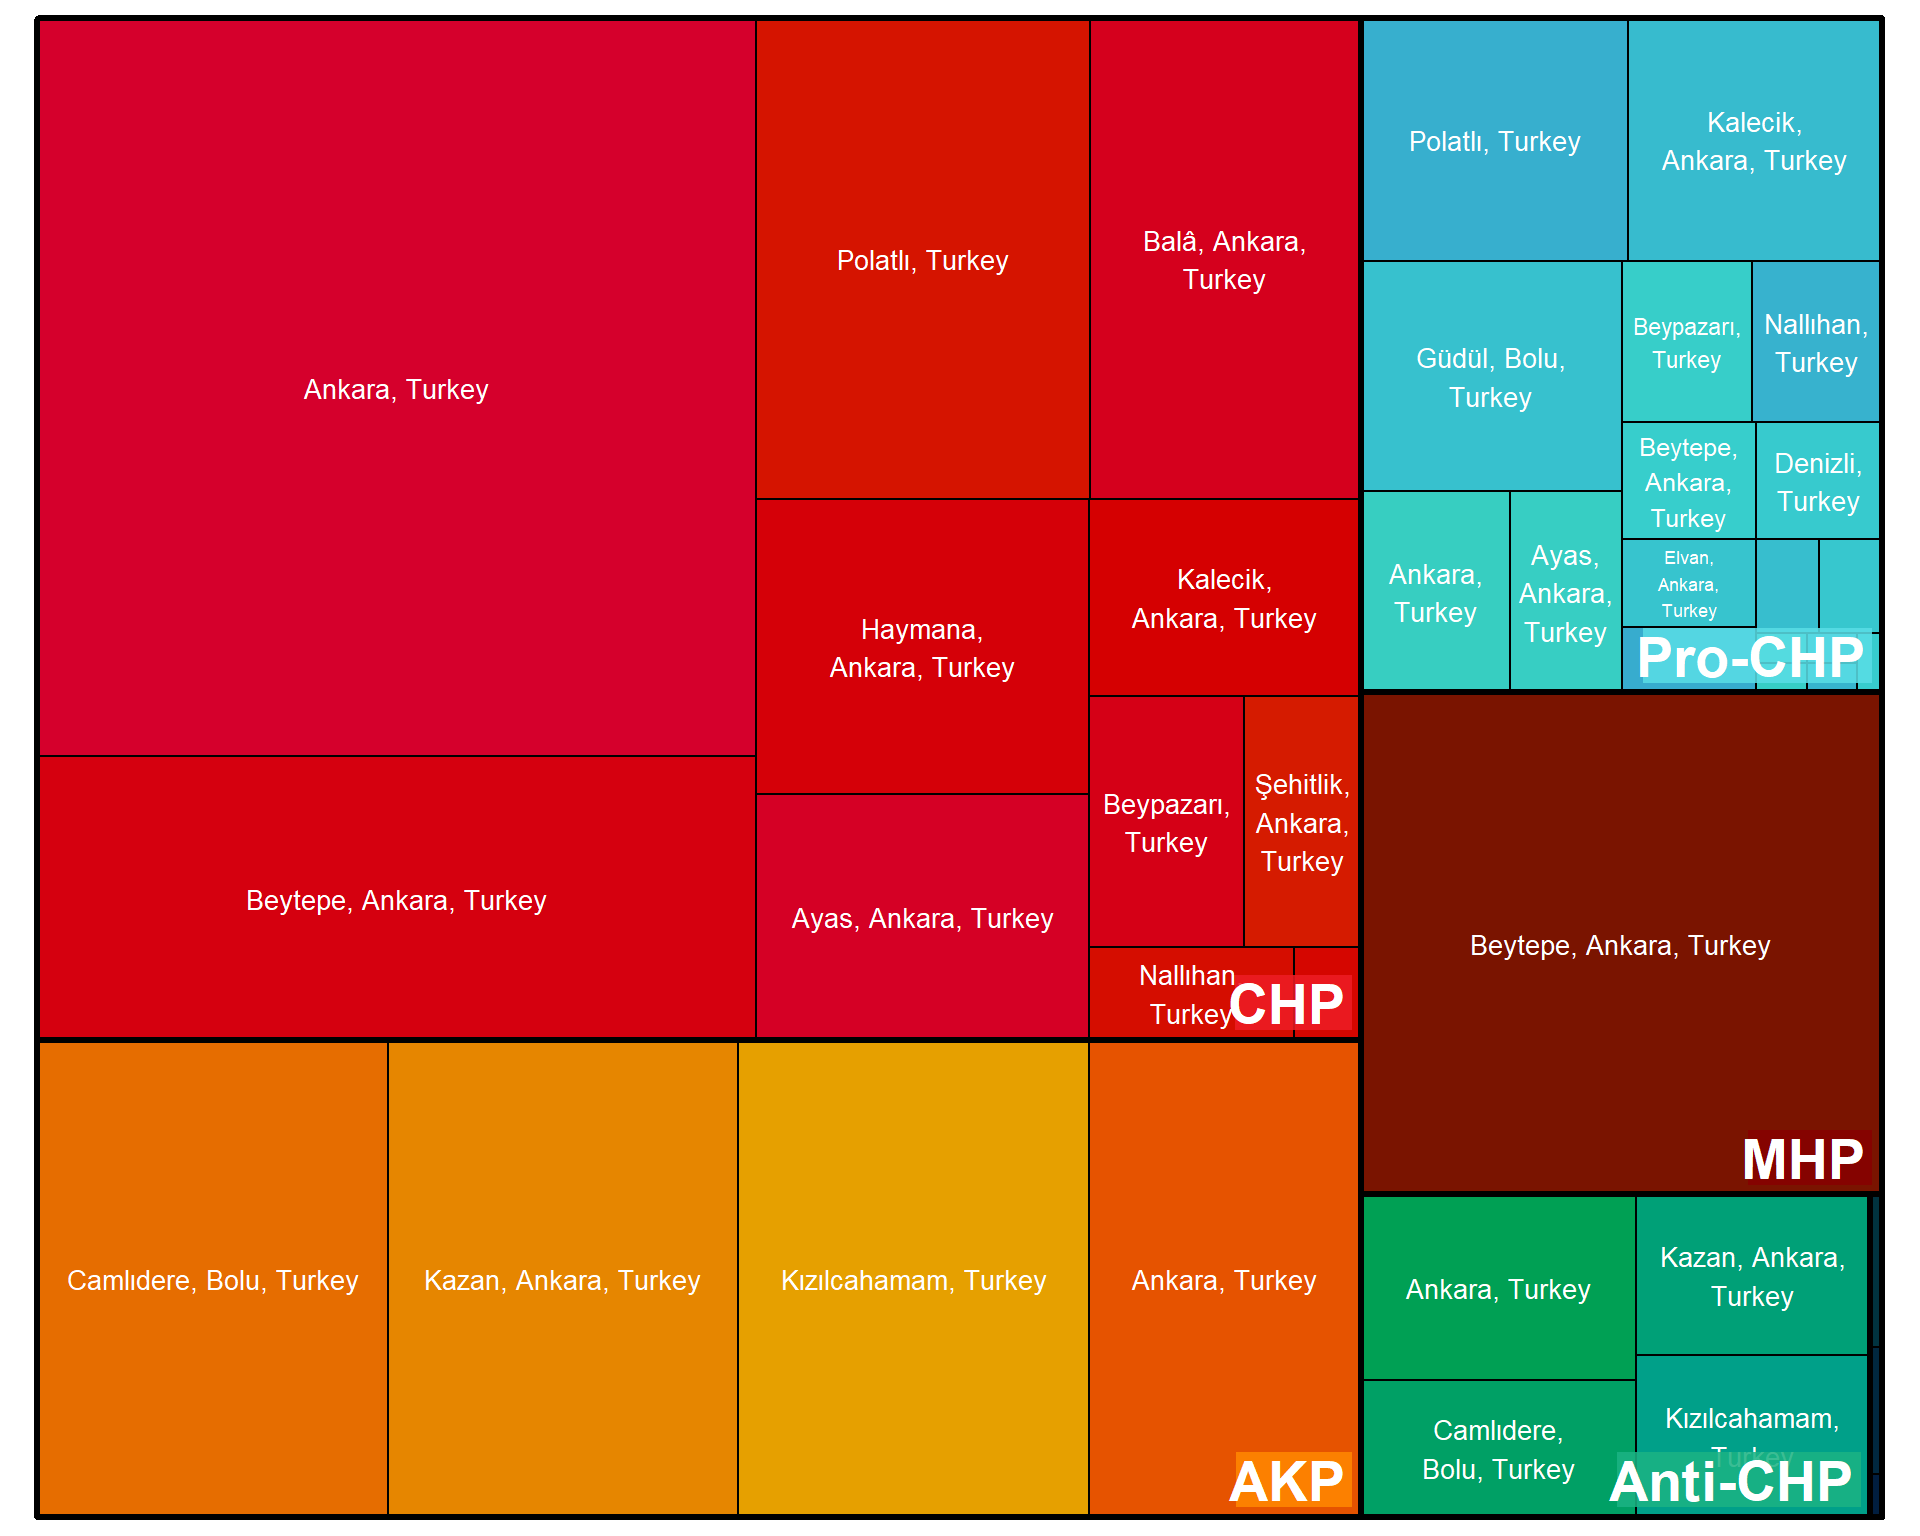 Ankara, Turkey
Beytepe, Ankara, Turkey
Polatlı, Turkey
Balâ, Ankara,
Turkey
Haymana,
Ankara, Turkey
Ayas, Ankara, Turkey
Kalecik,
Ankara, Turkey
Beypazarı,
Turkey
Şehitlik,
Ankara,
Turkey
Nallıhan
Turkey
CHP
Camlıdere, Bolu, Turkey
Kazan, Ankara, Turkey
Kızılcahamam, Turkey
Ankara, Turkey
AKP
Polatlı, Turkey
Kalecik,
Ankara, Turkey
Güdül, Bolu,
Turkey
Beypazarı,
Turkey
Nallıhan,
Turkey
Beytepe,
Ankara,
Turkey
Denizli,
Turkey
Ankara,
Turkey
Ayas,
Ankara,
Turkey
Elvan,
Ankara,
Turkey
Pro-CHP
Beytepe, Ankara, Turkey
MHP
Ankara, Turkey
Kazan, Ankara,
Turkey
Camlıdere,
Bolu, Turkey
Kızılcahamam,
Turkey
Anti-CHP